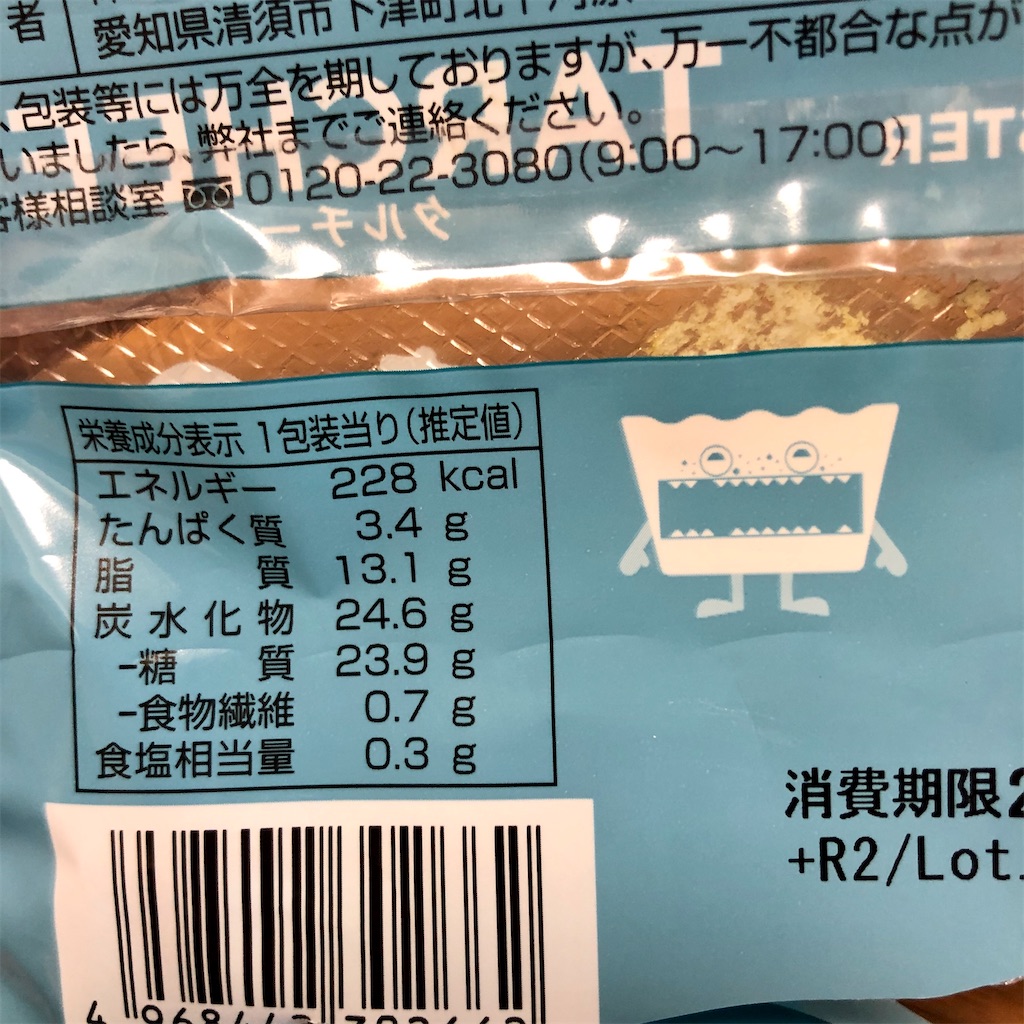 者
愛知県清須市下津町北
、包装等には万全を期しておりますが、万一不都合な点が
いましたら、弊社までご連絡ください。
客様相談室 0120-22-3080(9:00〜17:00)
TARCHE
STER
タルチー
栄養成分表示 1包装当り(推定値)
エネルギー 228 kcal
たんぱく質 3.4 g
脂質 13.1 g
炭水化物 24.6 g
-糖質 23.9 g
-食物繊維 0.7 g
食塩相当量 0.3 g
消費期限2
+R2/Lot.